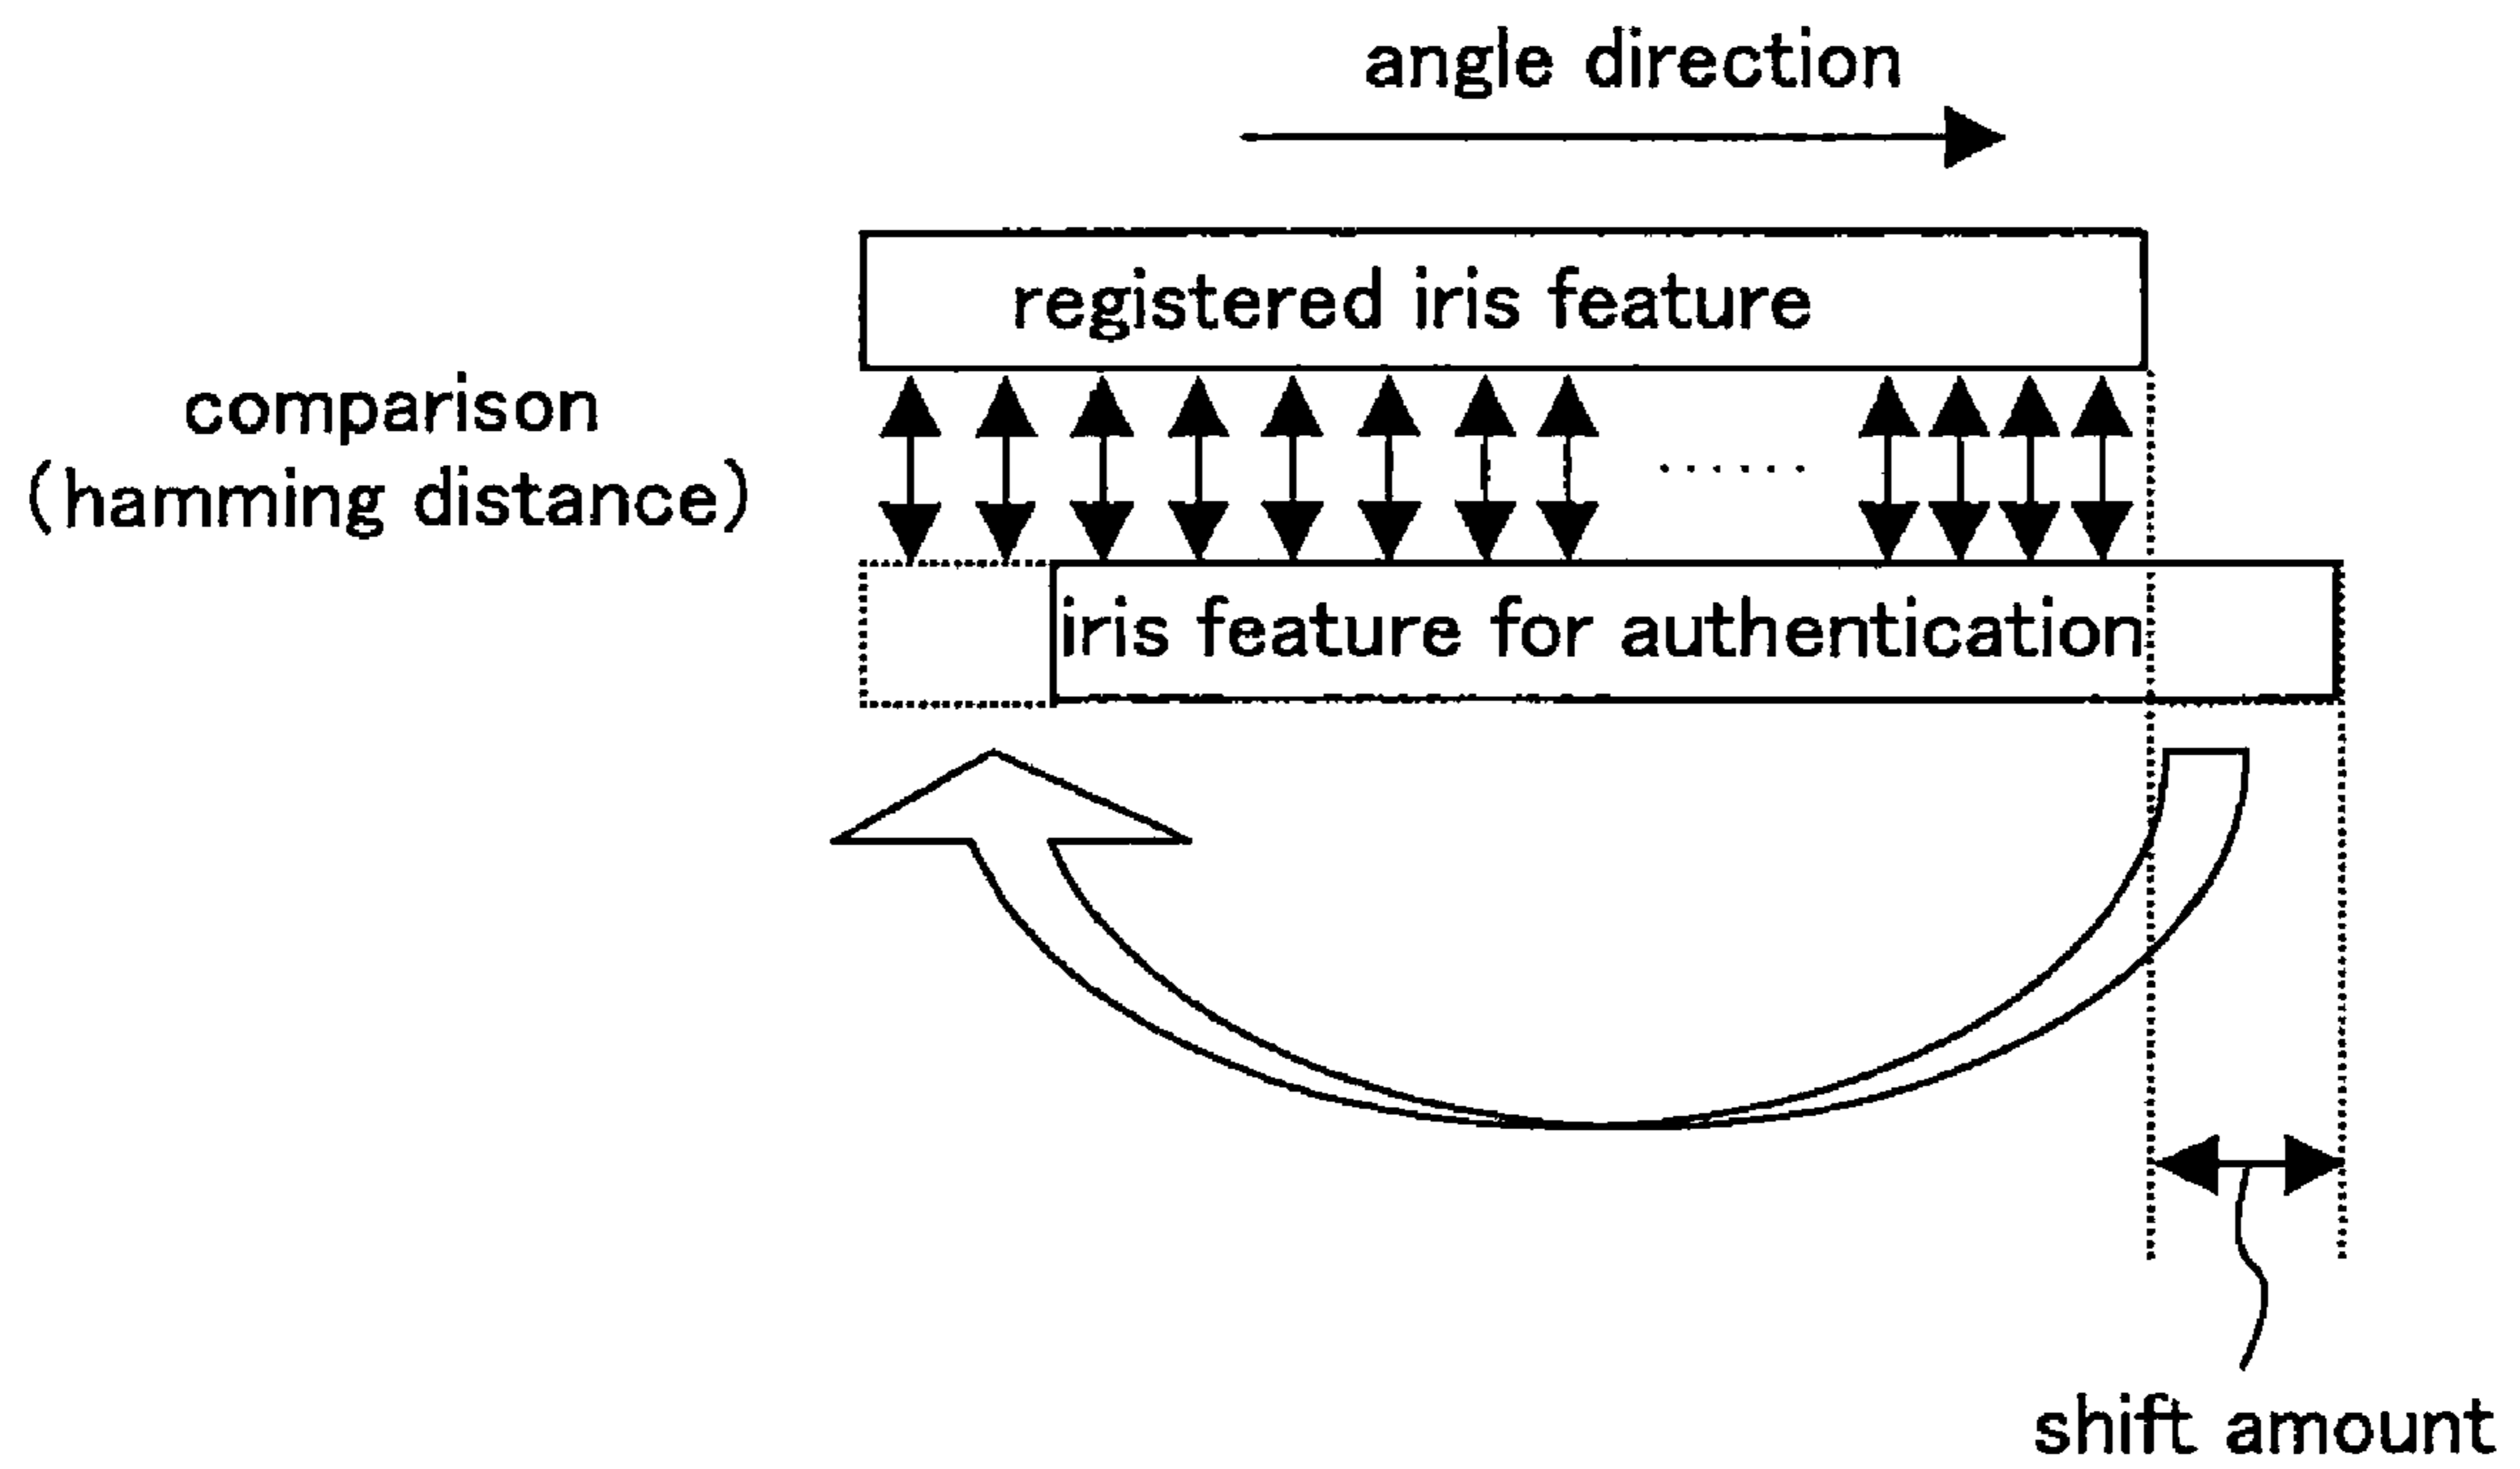 angle direction
registered iris feature
comparison
(hamming distance)
iris feature for authentication
shift amount